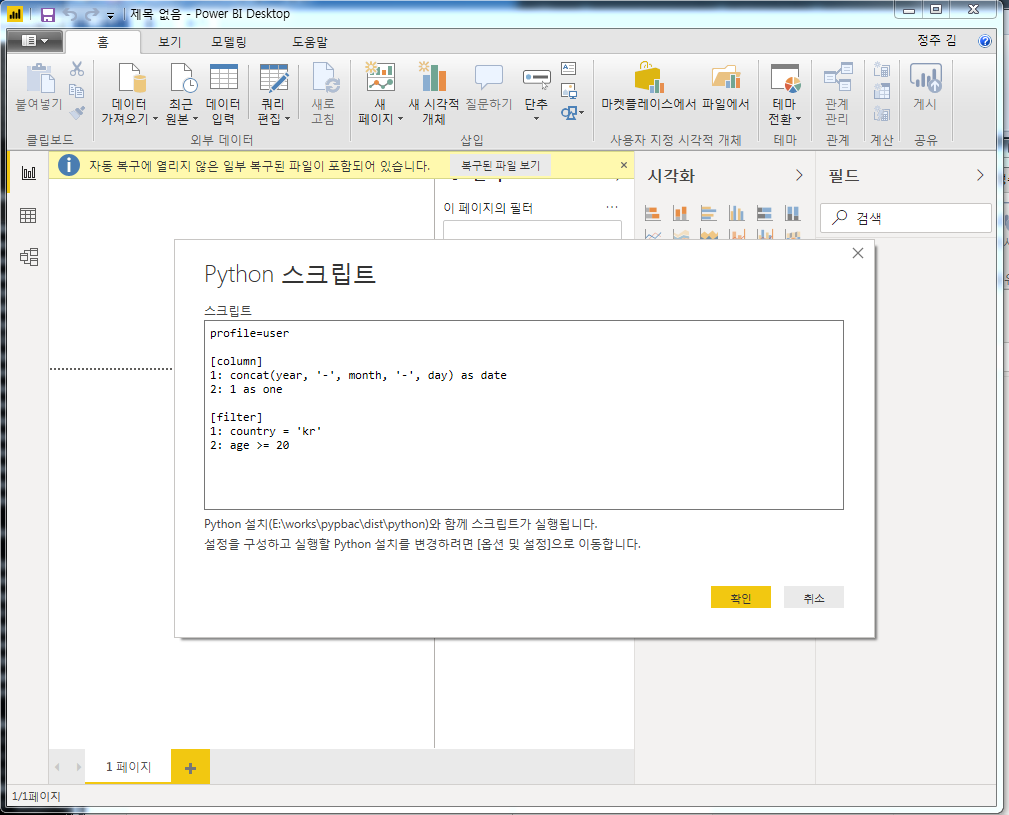 제목 없음 - Power BI Desktop
홈 보기 모델링 도움말 정주 김
붙여넣기
데이터 가져오기
최근 원본
데이터 입력
쿼리 편집
새로 고침
새 페이지
새 시각적 개체
질문하기
단추
마켓플레이스에서
파일에서
테마 전환
관계 관리
게시
클립보드 외부 데이터 삽입 사용자 지정 시각적 개체 테마 관계 계산 공유
자동 복구에 열리지 않은 일부 복구된 파일이 포함되어 있습니다. 복구된 파일 보기
시각화
필드
이 페이지의 필터
검색
Python 스크립트
스크립트
profile=user
[column]
1: concat(year, '-', month, '-', day) as date
2: 1 as one
[filter]
1: country = 'kr'
2: age >= 20
Python 설치(E:\works\pypbac\dist\python)와 함께 스크립트가 실행됩니다.
설정을 구성하고 실행할 Python 설치를 변경하려면 [옵션 및 설정]으로 이동합니다.
확인 취소
1 페이지
1/1페이지